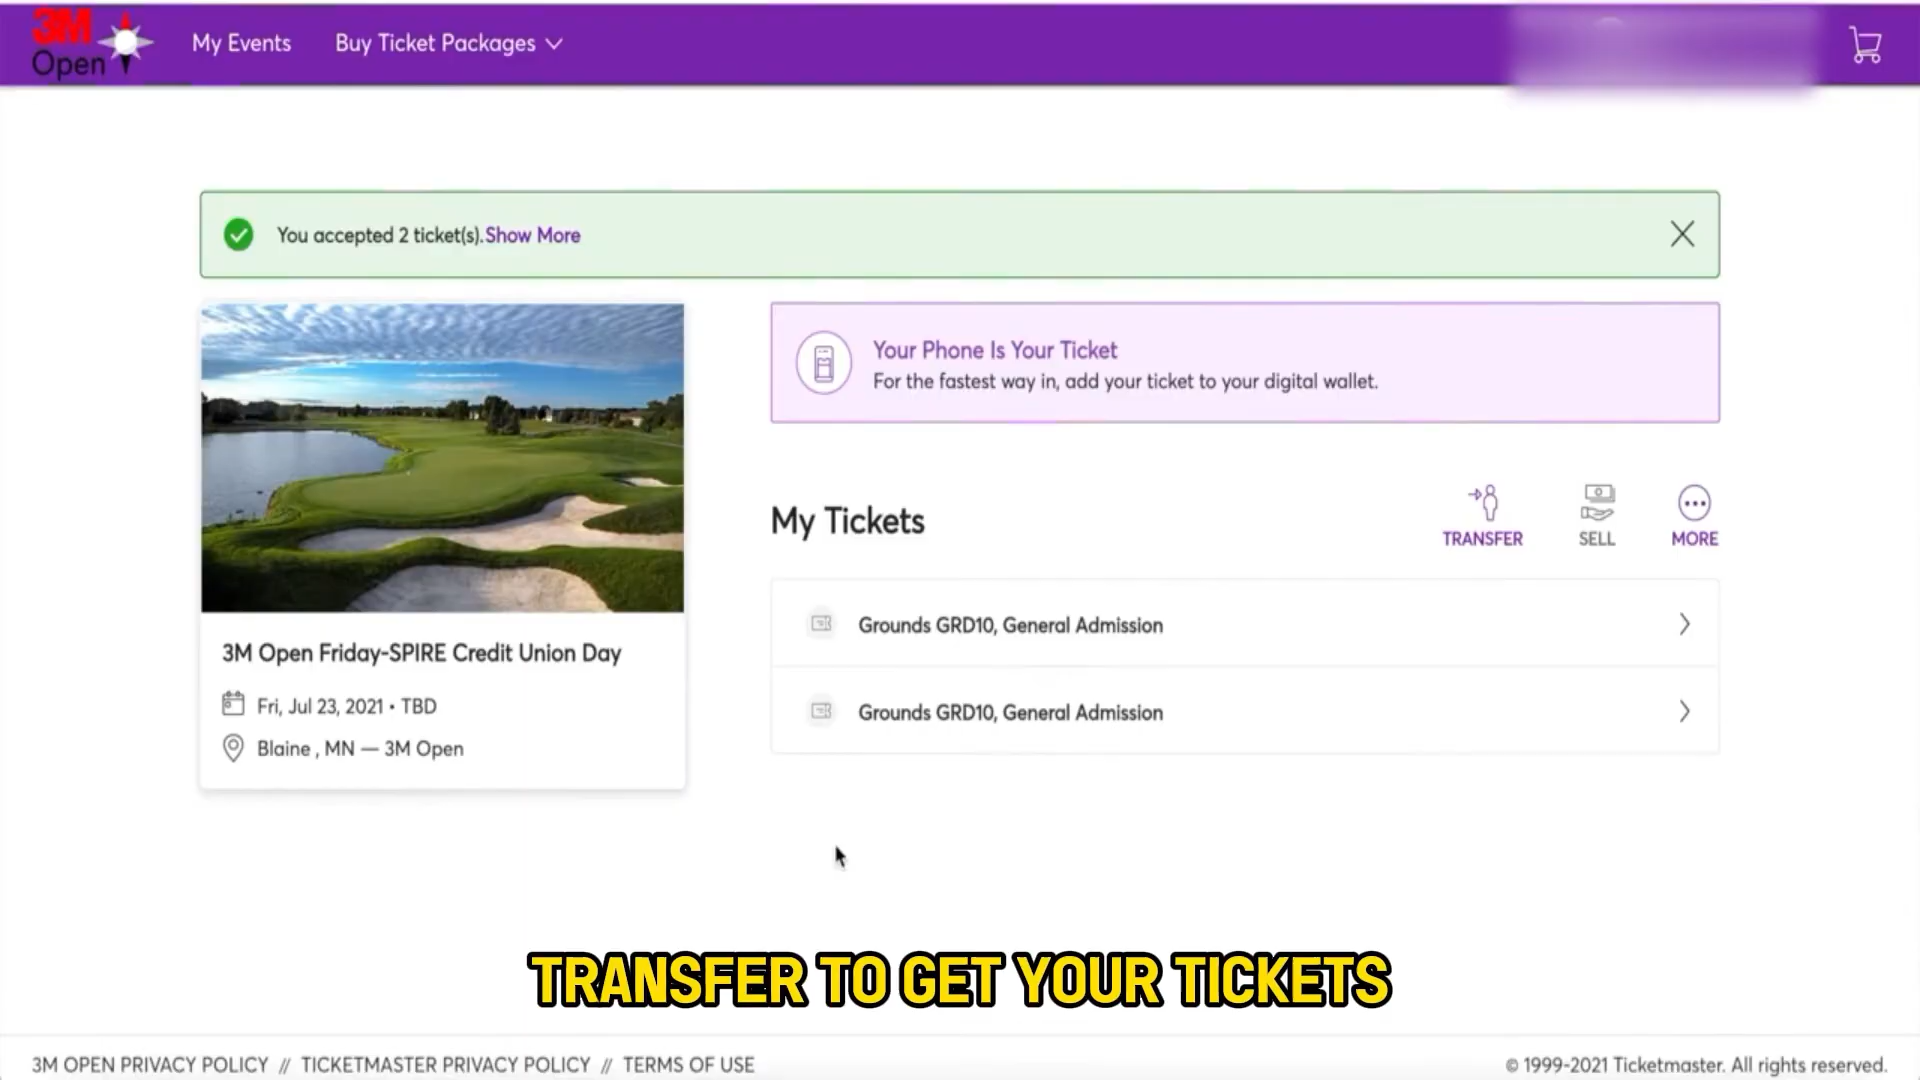 3M
Open
My Events
Buy Ticket Packages
You accepted 2 ticket(s). Show More
Your Phone Is Your Ticket
For the fastest way in, add your ticket to your digital wallet.
My Tickets
TRANSFER
SELL
MORE
Grounds GRD10, General Admission
Grounds GRD10, General Admission
3M Open Friday-SPIRE Credit Union Day
Fri, Jul 23, 2021 • TBD
Blaine , MN — 3M Open
TRANSFER TO GET YOUR TICKETS
3M OPEN PRIVACY POLICY // TICKETMASTER PRIVACY POLICY // TERMS OF USE
© 1999-2021 Ticketmaster. All rights reserved.